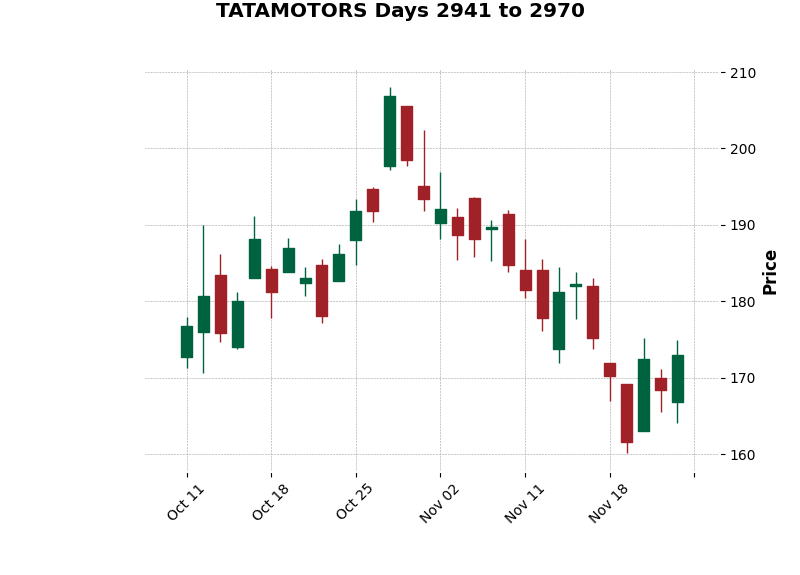 TATAMOTORS Days 2941 to 2970
210
200
190
180
170
160
Price
Oct 11
Oct 18
Oct 25
Nov 02
Nov 11
Nov 18